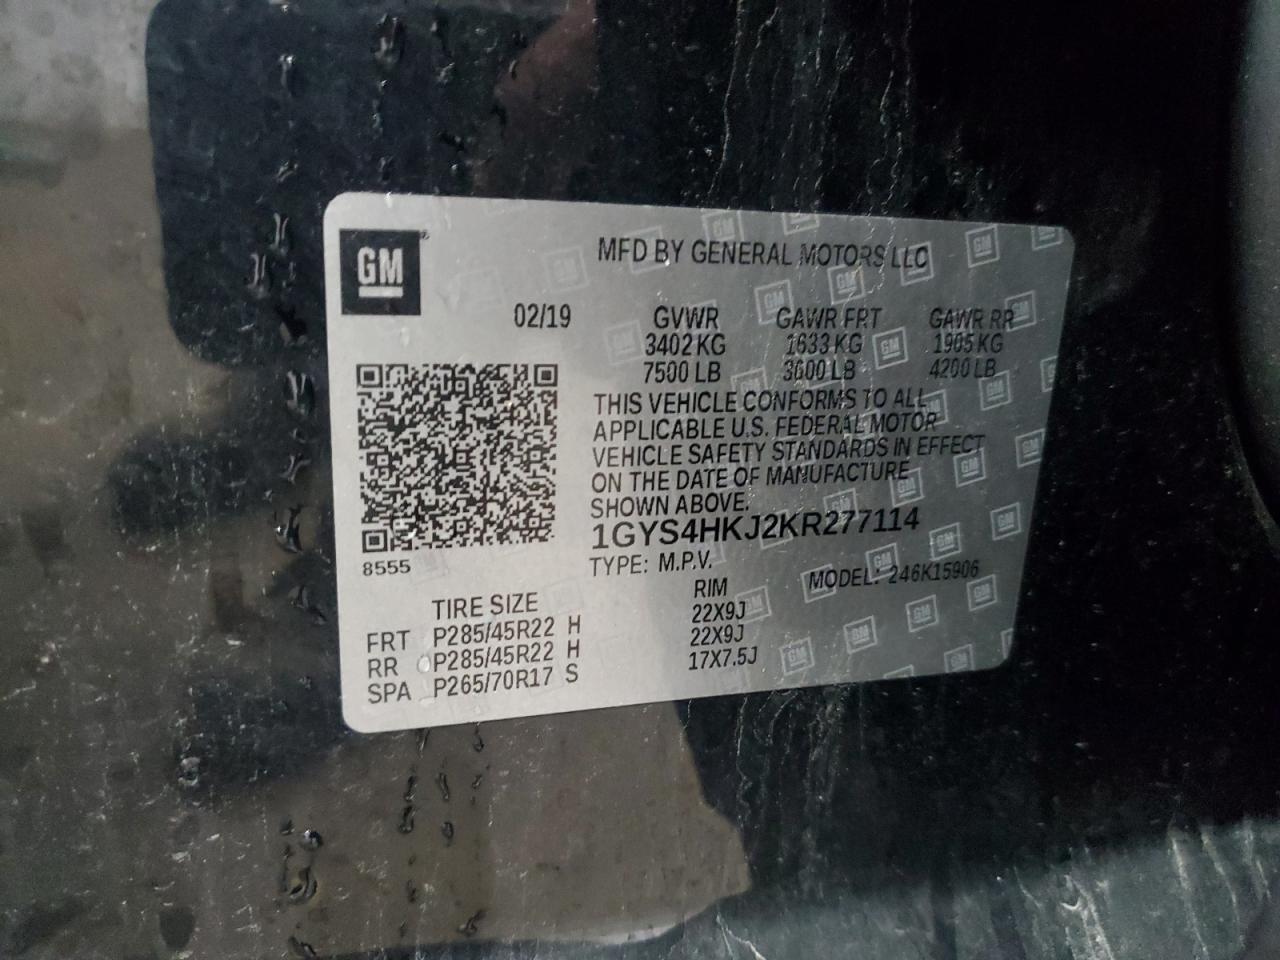 GM
MFD BY GENERAL MOTORS LLC
02/19 GVWR GAWR FRT GAWR RR
3402 KG 1633 KG 1905 KG
7500 LB 3600 LB 4200 LB
THIS VEHICLE CONFORMS TO ALL
APPLICABLE U.S. FEDERAL MOTOR
VEHICLE SAFETY STANDARDS IN EFFECT
ON THE DATE OF MANUFACTURE
SHOWN ABOVE.
1GYS4HKJ2KR277114
8555
TYPE: M.P.V. MODEL: 246K15906
TIRE SIZE RIM
FRT P285/45R22 H 22X9J
RR P285/45R22 H 22X9J
SPA P265/70R17 S 17X7.5J